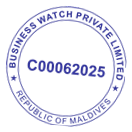 BUSINESS WATCH PRIVATE LIMITED
C00062025
★ REPUBLIC OF MALDIVES ★